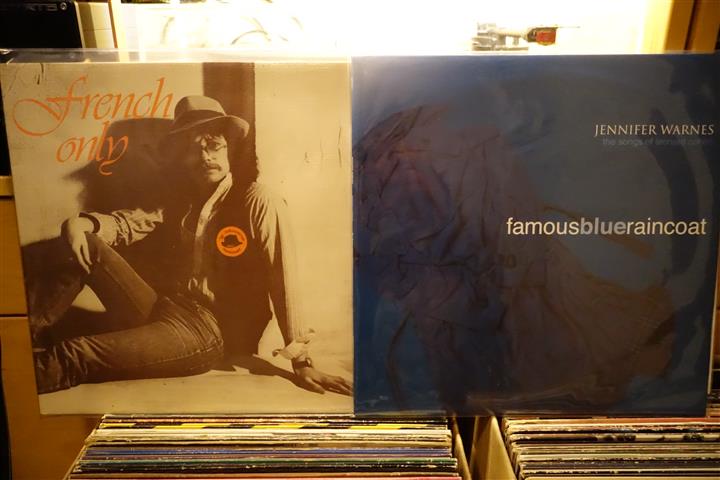 French
only
JENNIFER WARNES
the songs of leonard cohen
famousblueraincoat